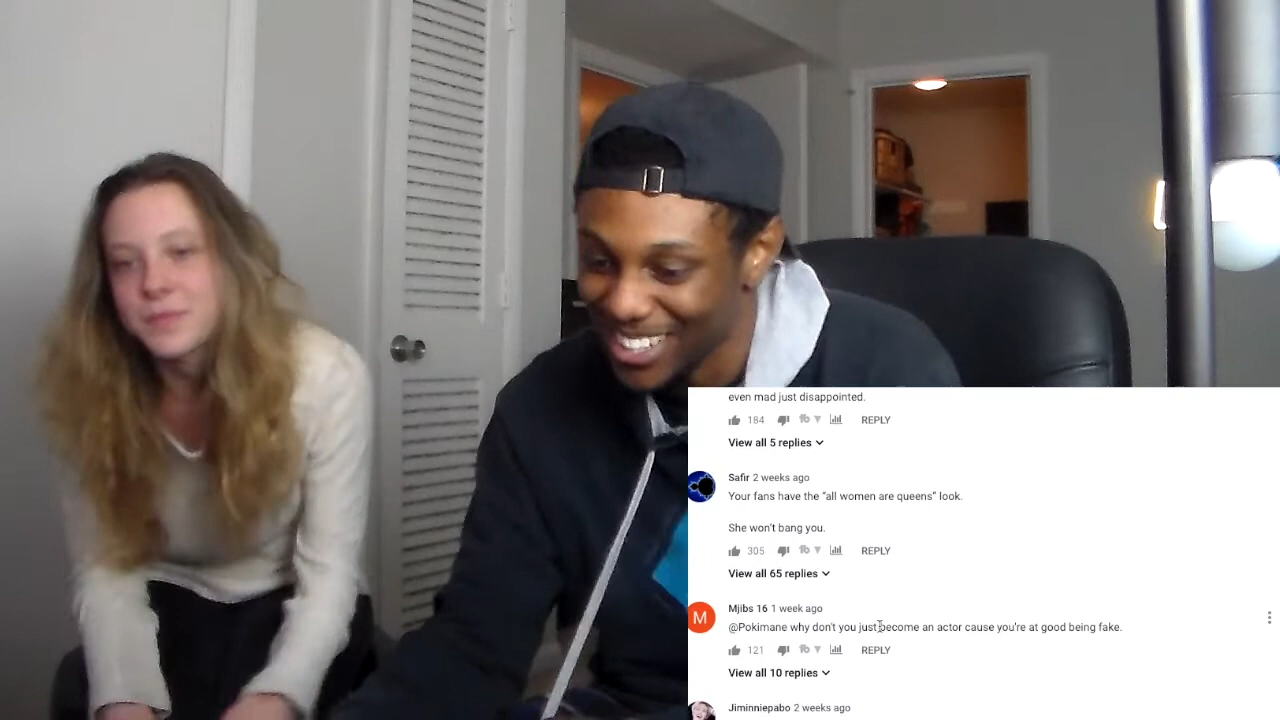 even mad just disappointed.
184 REPLY
View all 5 replies
Safir 2 weeks ago
Your fans have the “all women are queens” look.
She won't bang you.
305 REPLY
View all 65 replies
M
Mjibs 16 1 week ago
@Pokimane why don't you just become an actor cause you're at good being fake.
121 REPLY
View all 10 replies
Jiminniepabo 2 weeks ago